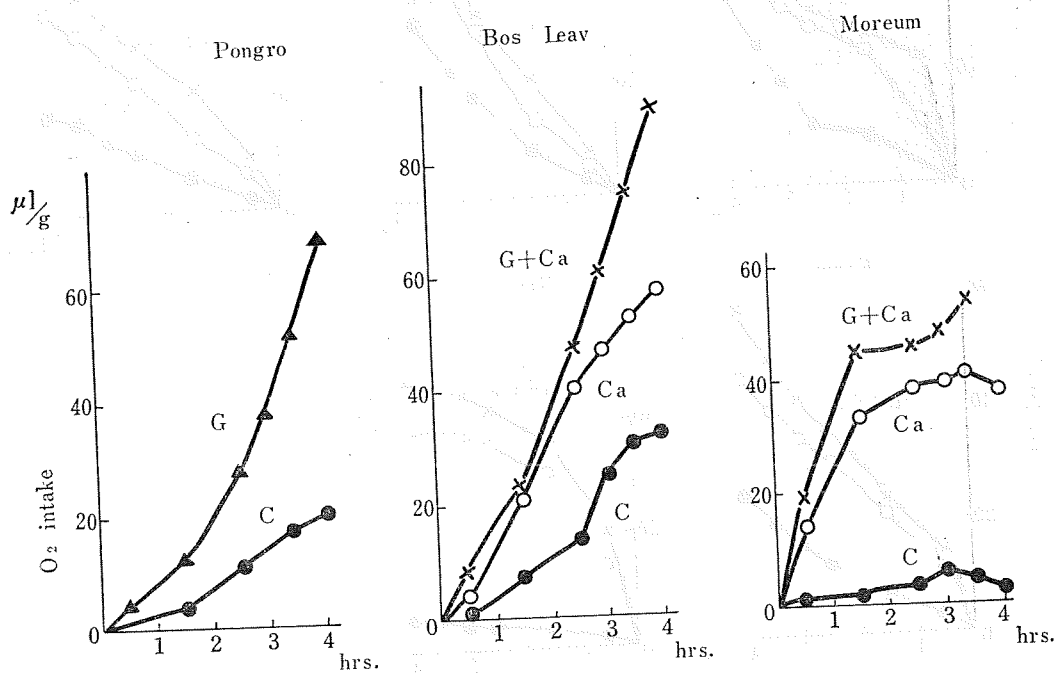 Pongro
μl/g
O₂ intake
60
40
20
0
G
C
1 2 3 4
hrs.
Bos Leav
80
60
40
20
0
G+Ca
Ca
C
1 2 3 4
hrs.
Moreum
60
40
20
0
G+Ca
Ca
C
1 2 3 4
hrs.